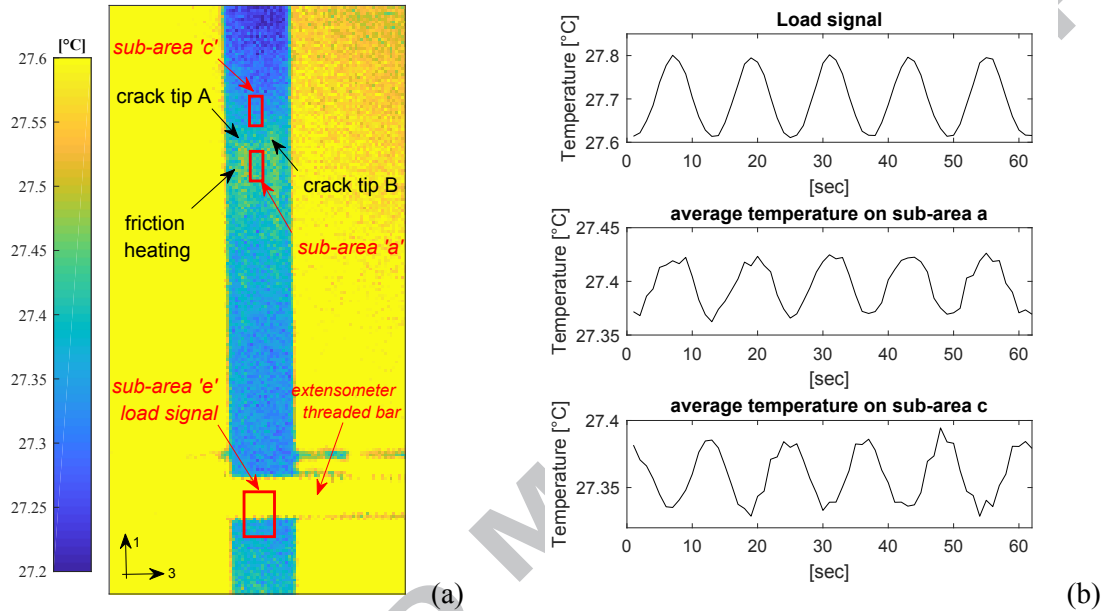 [°C]
27.6
27.55
27.5
27.45
27.4
27.35
27.3
27.25
27.2
sub-area 'c'
crack tip A
crack tip B
friction
heating
sub-area 'a'
sub-area 'e'
load signal
extensometer
threaded bar
1
3
(a)
Load signal
Temperature [°C]
27.8
27.7
27.6
0 10 20 30 40 50 60
[sec]
average temperature on sub-area a
Temperature [°C]
27.45
27.4
27.35
0 10 20 30 40 50 60
[sec]
average temperature on sub-area c
Temperature [°C]
27.4
27.35
0 10 20 30 40 50 60
[sec]
(b)